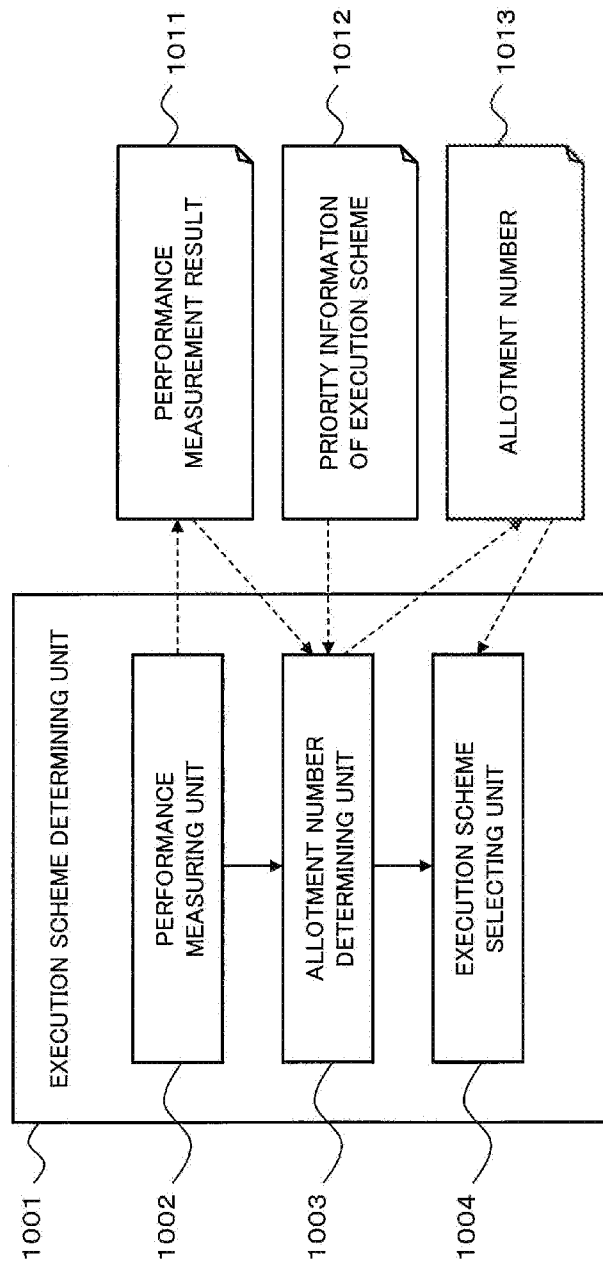 1001
EXECUTION SCHEME DETERMINING UNIT
1002
PERFORMANCE
MEASURING UNIT
1003
ALLOTMENT NUMBER
DETERMINING UNIT
1004
EXECUTION SCHEME
SELECTING UNIT
PERFORMANCE
MEASUREMENT RESULT
1011
PRIORITY INFORMATION
OF EXECUTION SCHEME
1012
ALLOTMENT NUMBER
1013